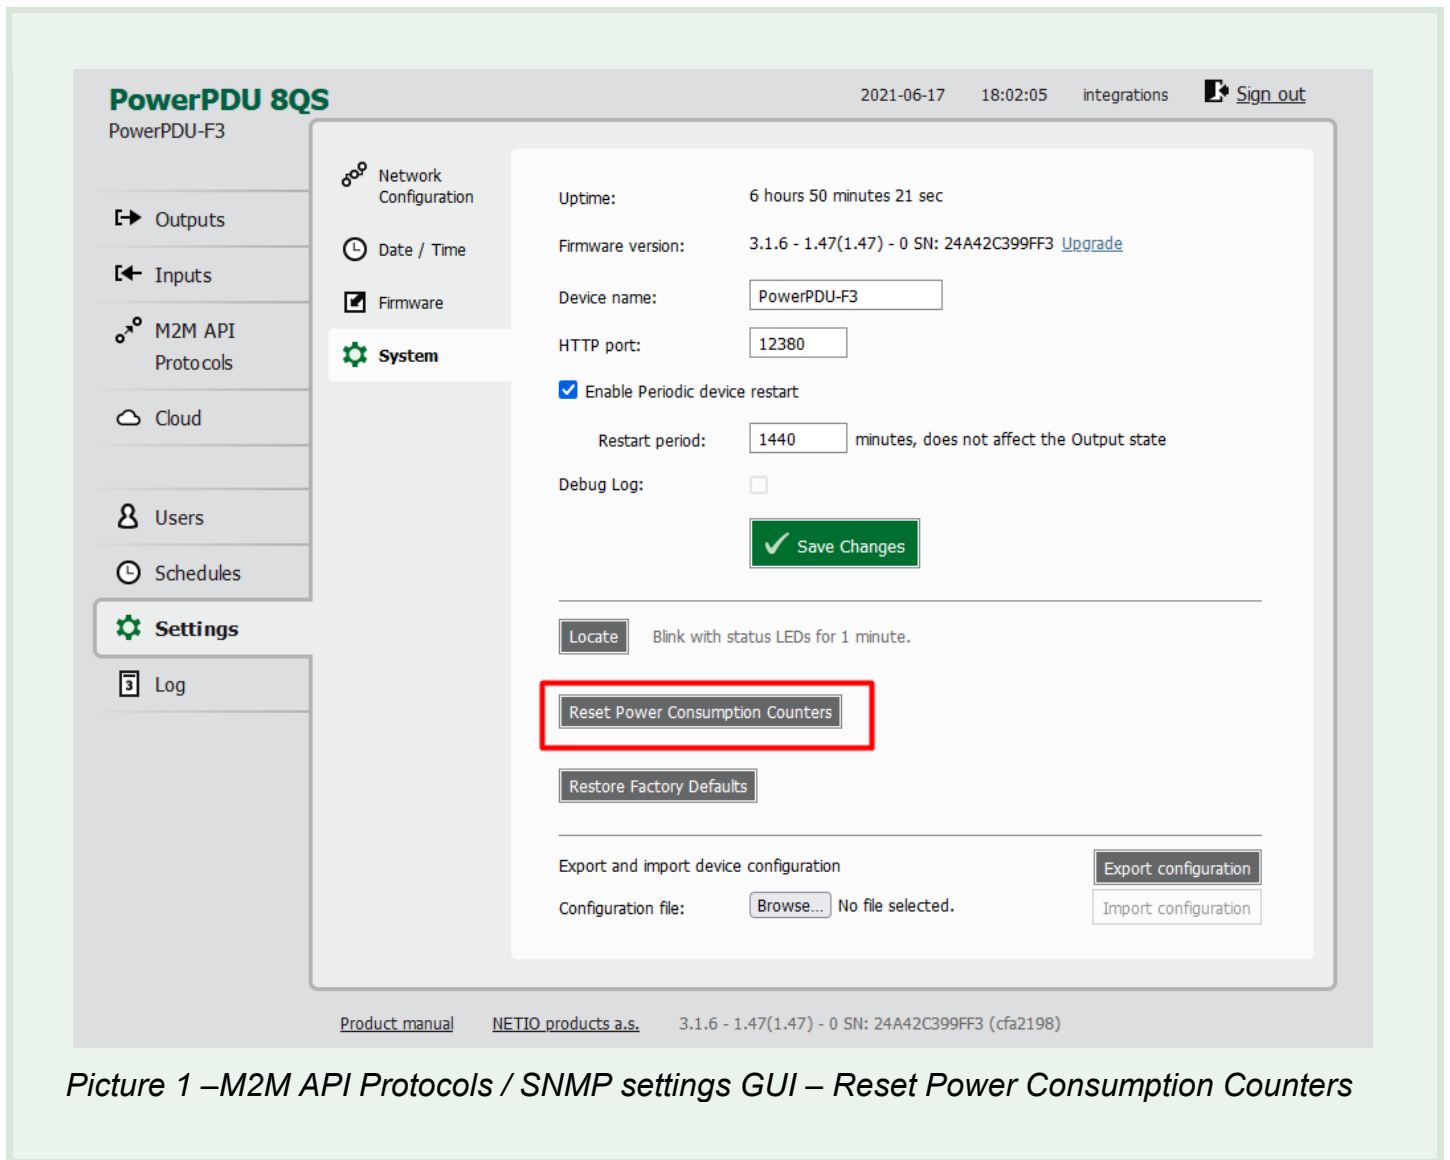 PowerPDU 8QS
PowerPDU-F3
2021-06-17 18:02:05 integrations Sign out
Outputs
Inputs
M2M API
Protocols
Cloud
Users
Schedules
Settings
3 Log
Network
Configuration
Date / Time
Firmware
System
Uptime: 6 hours 50 minutes 21 sec
Firmware version: 3.1.6 - 1.47(1.47) - 0 SN: 24A42C399FF3 Upgrade
Device name: PowerPDU-F3
HTTP port: 12380
Enable Periodic device restart
Restart period: 1440 minutes, does not affect the Output state
Debug Log:
Save Changes
Locate Blink with status LEDs for 1 minute.
Reset Power Consumption Counters
Restore Factory Defaults
Export and import device configuration Export configuration
Configuration file: Browse... No file selected. Import configuration
Product manual NETIO products a.s. 3.1.6 - 1.47(1.47) - 0 SN: 24A42C399FF3 (cfa2198)
Picture 1 –M2M API Protocols / SNMP settings GUI – Reset Power Consumption Counters